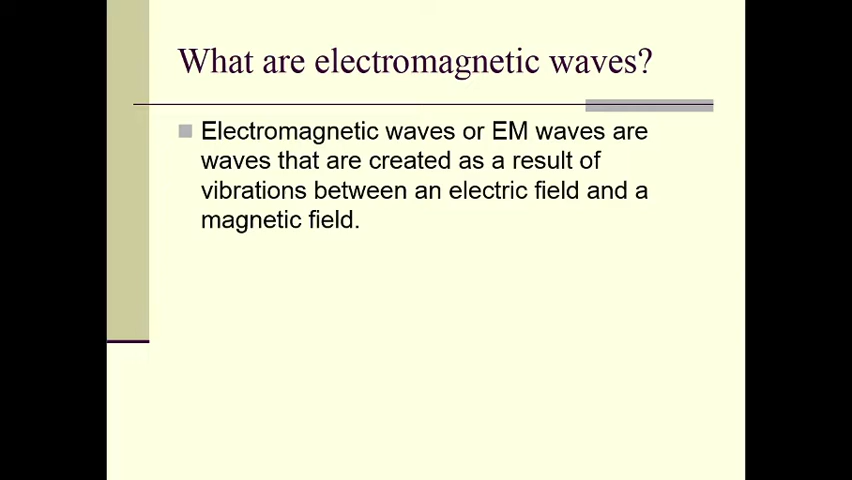 What are electromagnetic waves?
Electromagnetic waves or EM waves are
waves that are created as a result of
vibrations between an electric field and a
magnetic field.